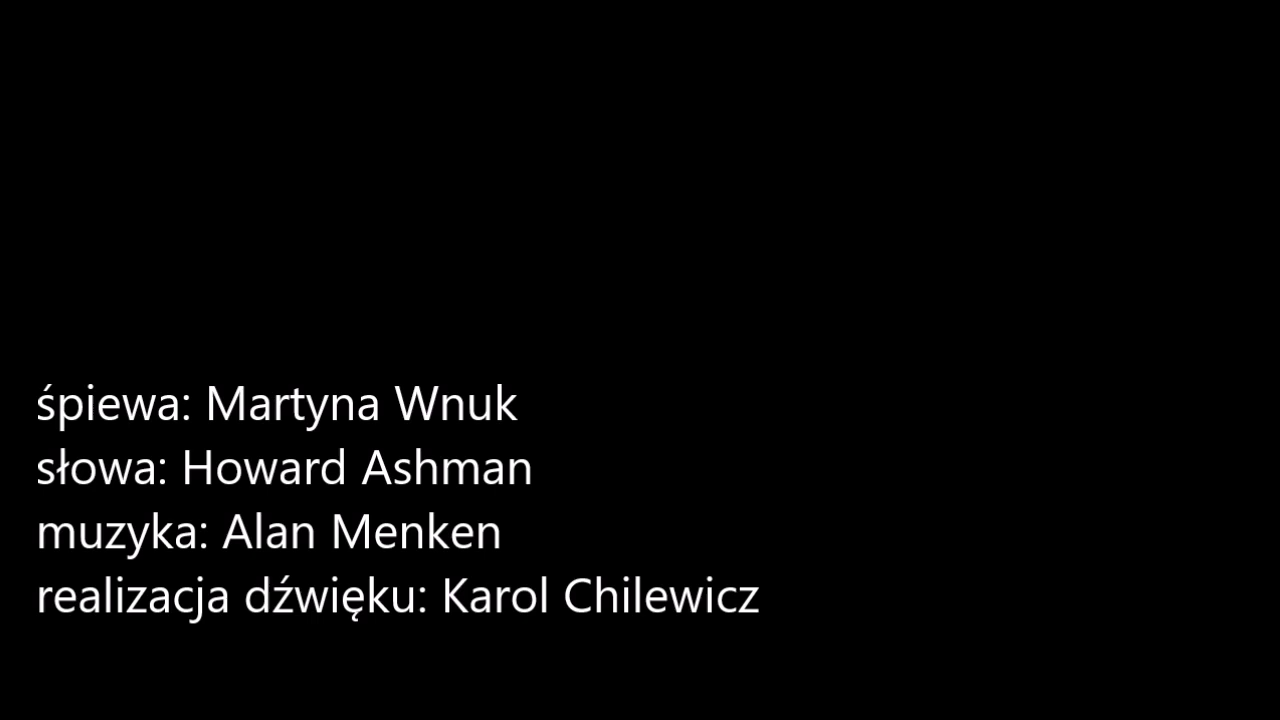 śpiewa: Martyna Wnuk
słowa: Howard Ashman
muzyka: Alan Menken
realizacja dźwięku: Karol Chilewicz